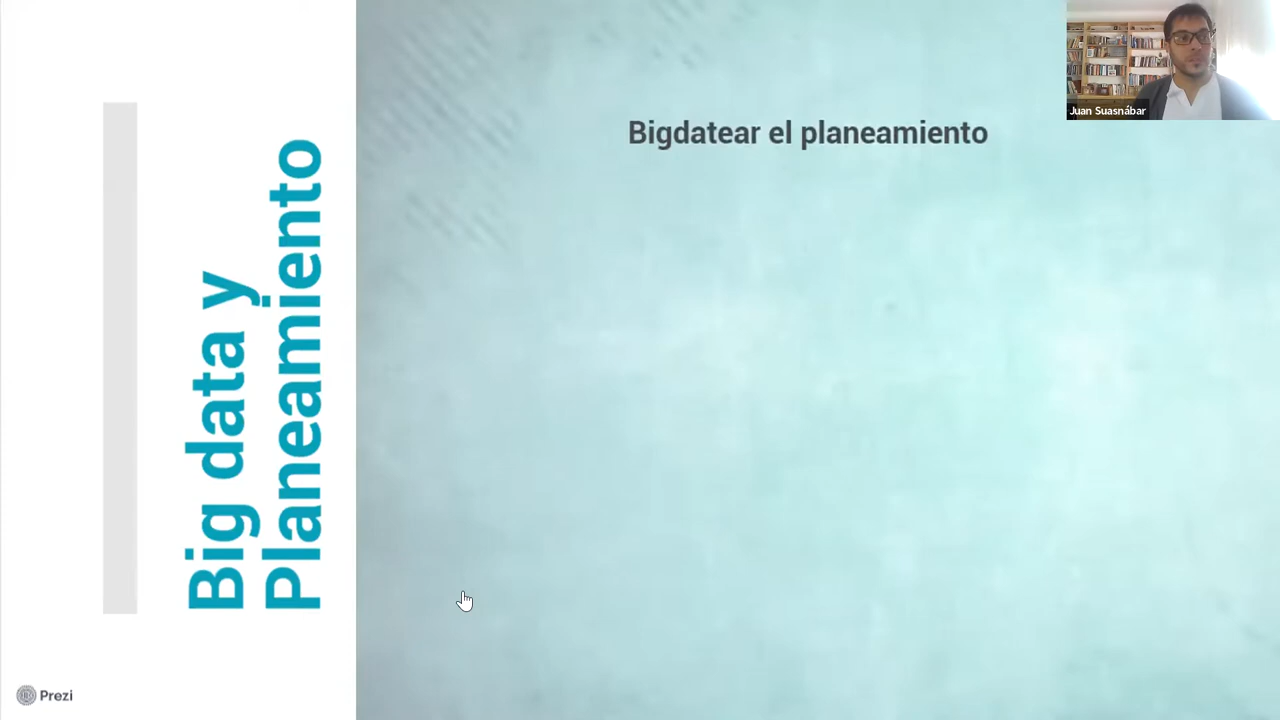 Big data y
Planeamiento
Bigdatear el planeamiento
Juan Suasnábar
Prezi